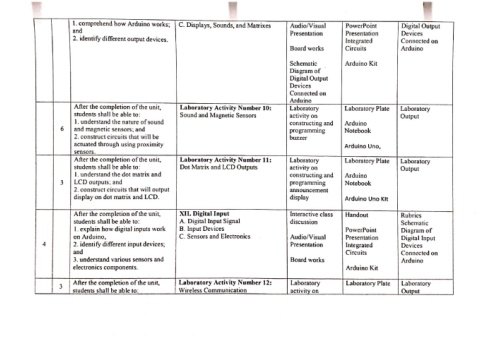 1. comprehend how Arduino works;
and
2. identify different output devices.
C. Displays, Sounds, and Matrixes
Audio/Visual
Presentation
Board works
Schematic
Diagram of
Digital Output
Devices
Connected on
Arduino
PowerPoint
Presentation
Integrated
Circuits
Arduino Kit
Digital Output
Devices
Connected on
Arduino
6
After the completion of the unit,
students shall be able to:
1. understand the nature of sound
and magnetic sensors; and
2. construct circuits that will be
actuated through using proximity
sensors.
Laboratory Activity Number 10:
Sound and Magnetic Sensors
Laboratory
activity on
constructing and
programming
buzzer
Laboratory Plate
Arduino
Notebook
Arduino Uno,
Laboratory
Output
3
After the completion of the unit,
students shall be able to:
1. understand the dot matrix and
LCD outputs; and
2. construct circuits that will output
display on dot matrix and LCD.
Laboratory Activity Number 11:
Dot Matrix and LCD Outputs
Laboratory
activity on
constructing and
programming
announcement
display
Laboratory Plate
Arduino
Notebook
Arduino Uno Kit
Laboratory
Output
4
After the completion of the unit,
students shall be able to:
1. explain how digital inputs work
on Arduino,
2. identify different input devices;
and
3. understand various sensors and
electronics components.
XII. Digital Input
A. Digital Input Signal
B. Input Devices
C. Sensors and Electronics
Interactive class
discussion
Audio/Visual
Presentation
Board works
Handout
PowerPoint
Presentation
Integrated
Circuits
Arduino Kit
Rubrics
Schematic
Diagram of
Digital Input
Devices
Connected on
Arduino
3
After the completion of the unit,
students shall be able to:
Laboratory Activity Number 12:
Wireless Communication
Laboratory
activity on
Laboratory Plate
Laboratory
Output